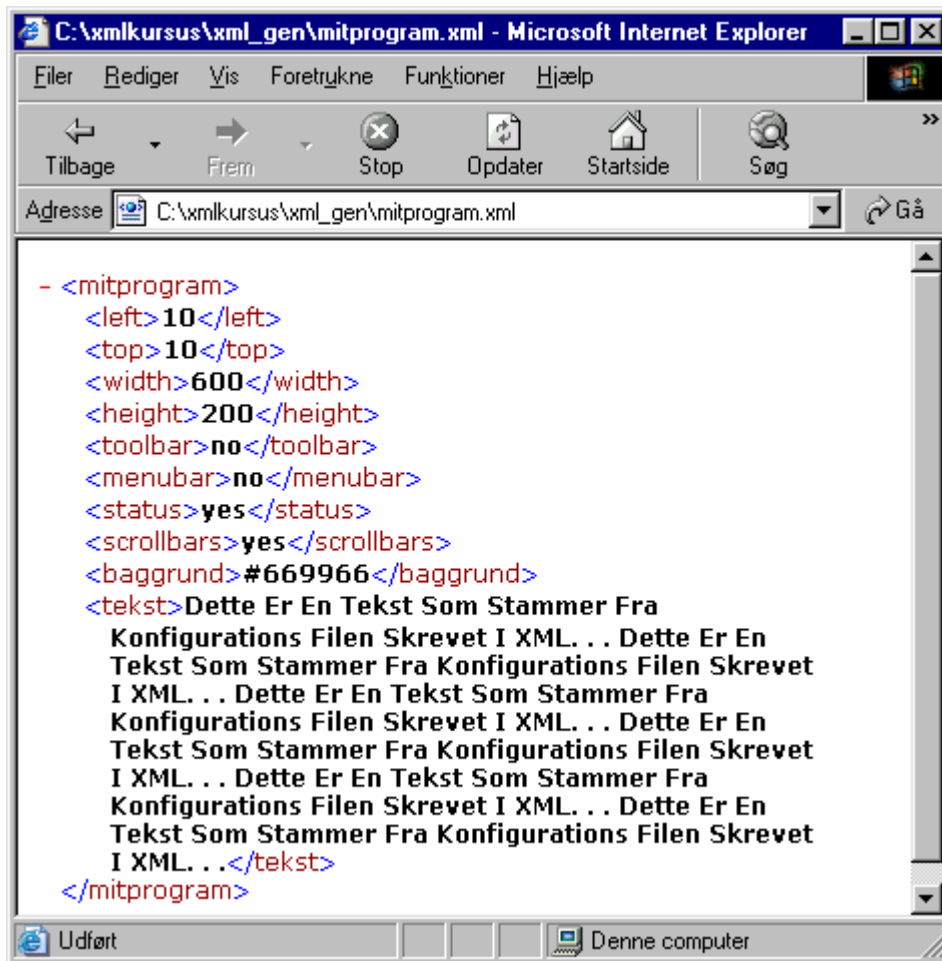 C:\xmlkursus\xml_gen\mitprogram.xml - Microsoft Internet Explorer
Filer Rediger Vis Foretrukne Funktioner Hjælp
Tilbage Frem Stop Opdater Startside Søg »
Adresse C:\xmlkursus\xml_gen\mitprogram.xml Gå
- <mitprogram>
<left>10</left>
<top>10</top>
<width>600</width>
<height>200</height>
<toolbar>no</toolbar>
<menubar>no</menubar>
<status>yes</status>
<scrollbars>yes</scrollbars>
<baggrund>#669966</baggrund>
<tekst>Dette Er En Tekst Som Stammer Fra
Konfigurations Filen Skrevet I XML. . . Dette Er En
Tekst Som Stammer Fra Konfigurations Filen Skrevet
I XML. . . Dette Er En Tekst Som Stammer Fra
Konfigurations Filen Skrevet I XML. . . Dette Er En
Tekst Som Stammer Fra Konfigurations Filen Skrevet
I XML. . . Dette Er En Tekst Som Stammer Fra
Konfigurations Filen Skrevet I XML. . . Dette Er En
Tekst Som Stammer Fra Konfigurations Filen Skrevet
I XML. . .</tekst>
</mitprogram>
Udført Denne computer